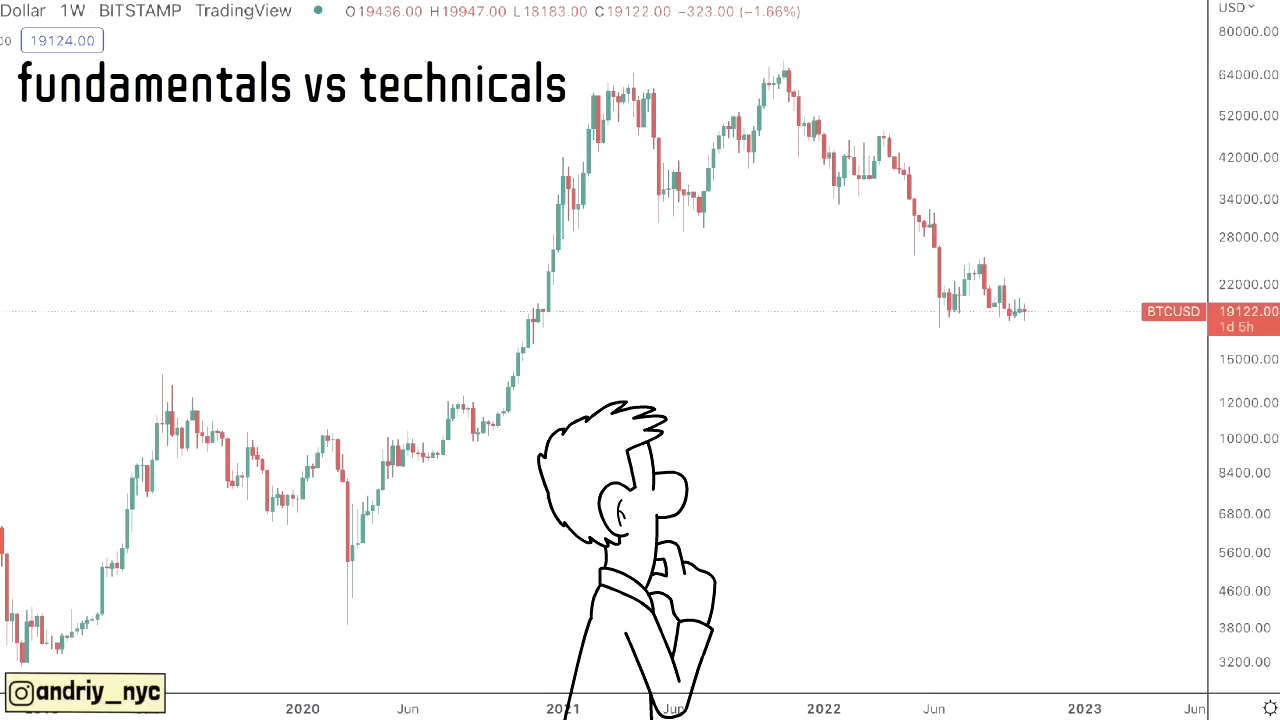 Dollar 1W BITSTAMP TradingView O19436.00 H19947.00 L18183.00 C19122.00 −323.00 (−1.66%)
USD
00 19124.00
fundamentals vs technicals
80000.00
64000.00
52000.00
42000.00
34000.00
28000.00
22000.00
BTCUSD 19122.00
1d 5h
15000.00
12000.00
10000.00
8400.00
6800.00
5600.00
4600.00
3800.00
3200.00
@andriy_nyc
2020 Jun 2021 Jun 2022 Jun 2023 Jun